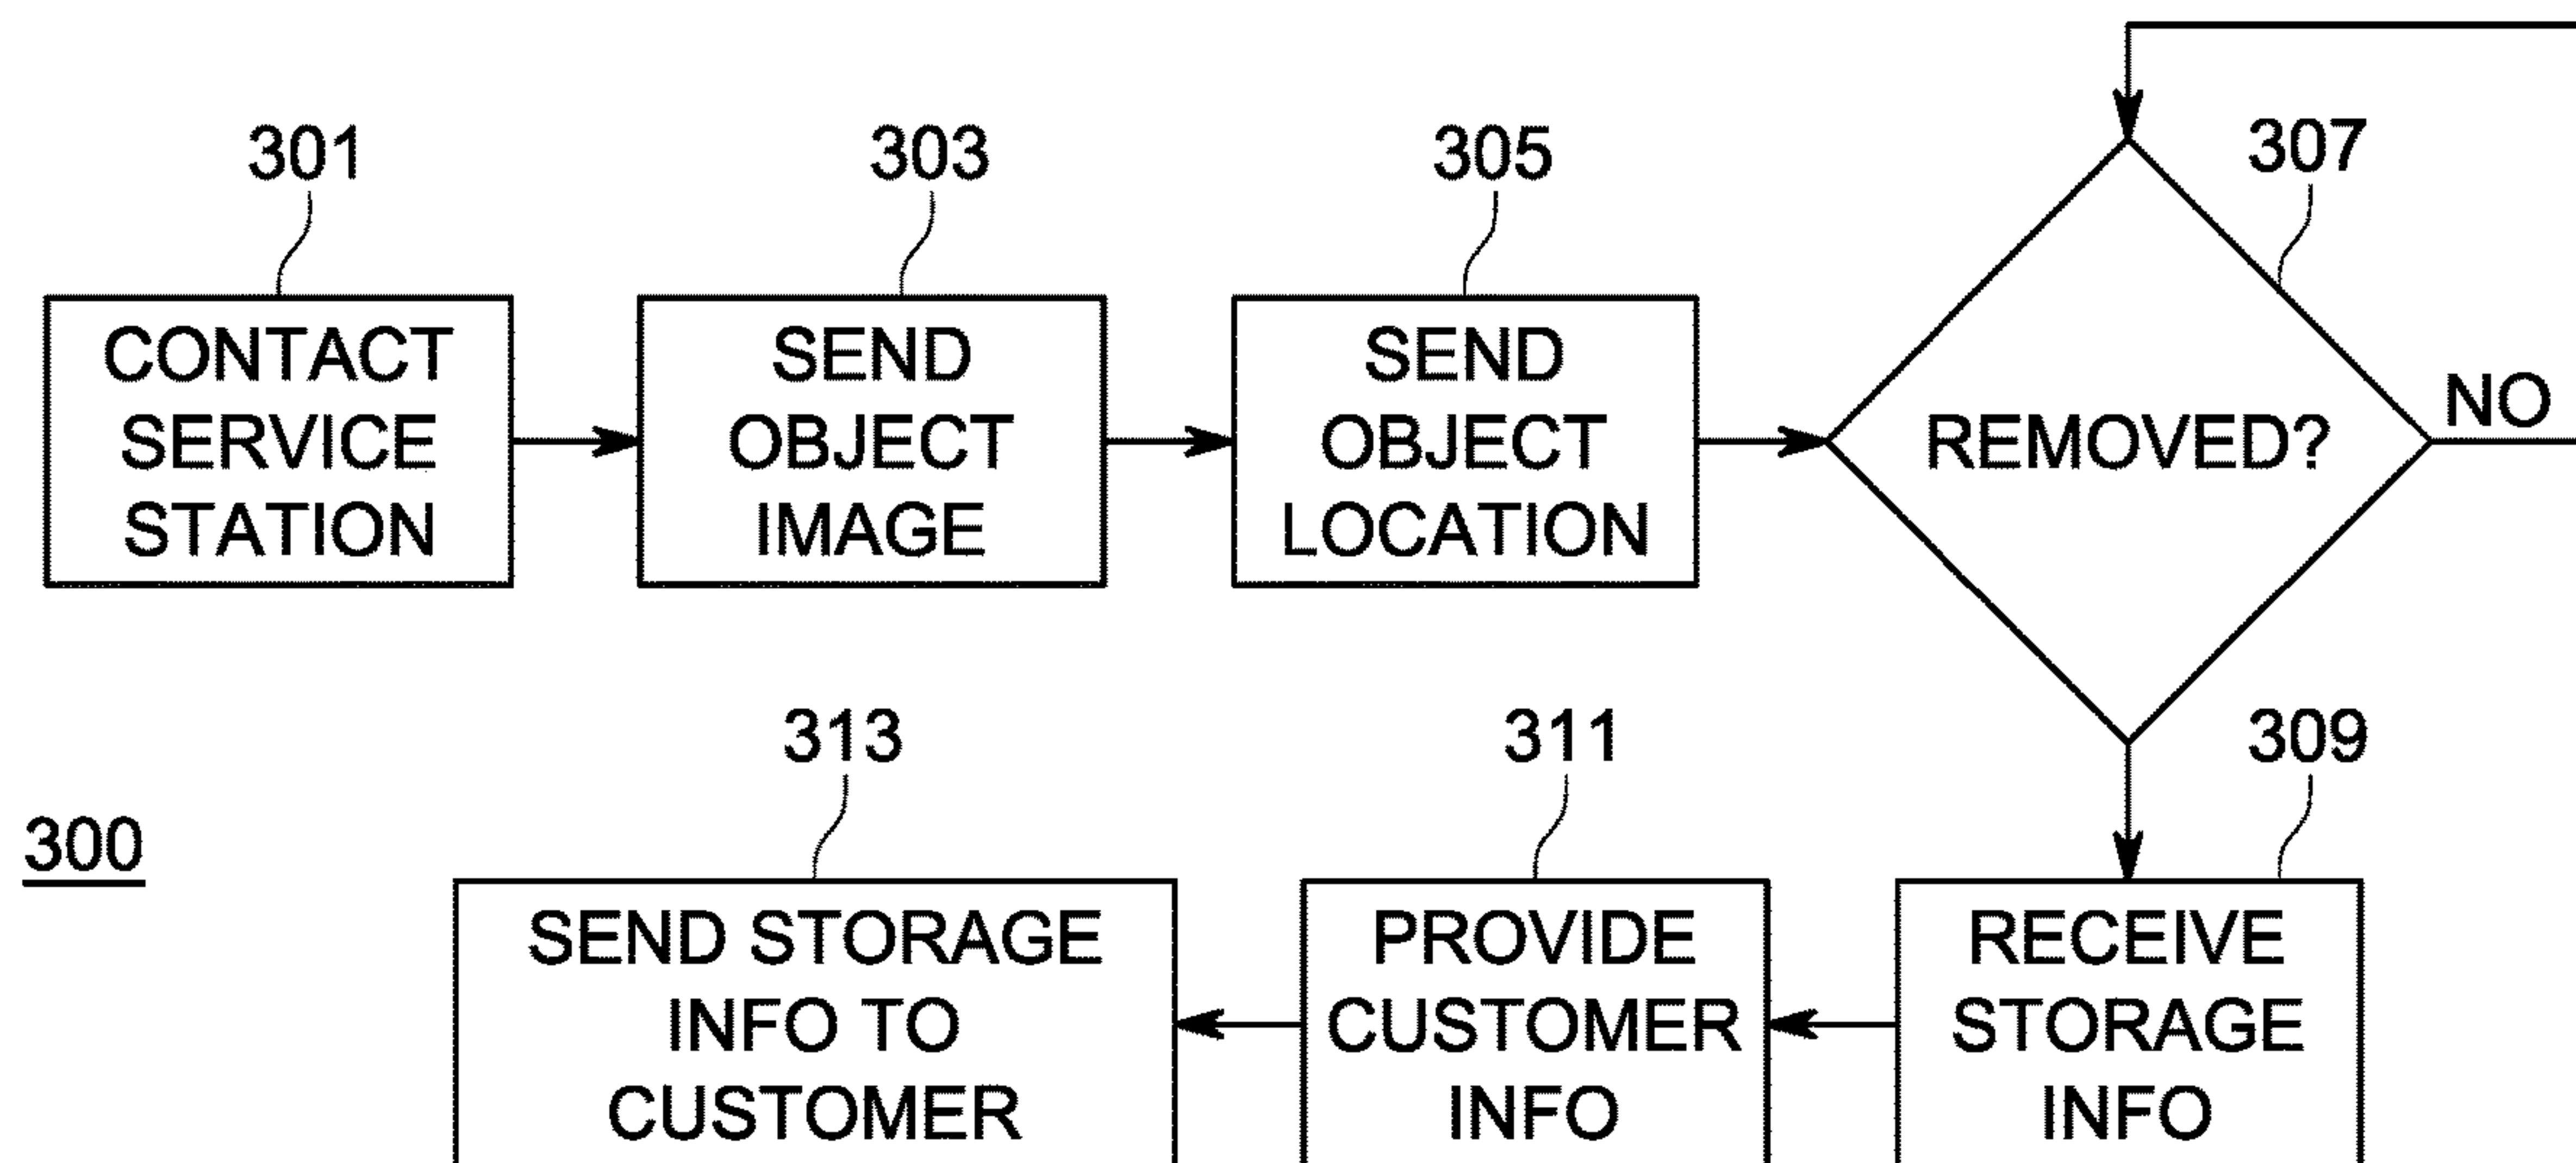 301
303
305
307
CONTACT
SERVICE
STATION
SEND
OBJECT
IMAGE
SEND
OBJECT
LOCATION
REMOVED?
NO
313
311
309
300
SEND STORAGE
INFO TO
CUSTOMER
PROVIDE
CUSTOMER
INFO
RECEIVE
STORAGE
INFO